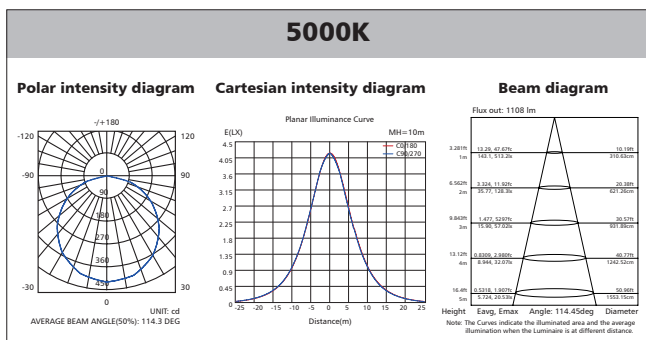 5000K
Polar intensity diagram
Cartesian intensity diagram
Beam diagram
-/+180
-120
120
-90
90
-30
30
0
0
90
180
270
360
450
UNIT: cd
AVERAGE BEAM ANGLE(50%): 114.3 DEG
Planar Illuminance Curve
E(LX)
MH=10m
C0/180
C90/270
4.5
4.05
3.6
3.15
2.7
2.25
1.8
1.35
0.9
0.45
0
-25 -20 -15 -10 -5 0 5 10 15 20 25
Distance(m)
Flux out: 1108 lm
3.281ft 13.29, 47.67fc 10.19ft
1m 143.1, 513.2lx 310.63cm
6.562ft 3.324, 11.92fc 20.38ft
2m 35.77, 128.3lx 621.26cm
9.843ft 1.477, 5297fc 30.57ft
3m 15.90, 57.02lx 931.89cm
13.12ft 0.8309, 2.980fc 40.77ft
4m 8.944, 32.07lx 1242.52cm
16.4ft 0.5318, 1.907fc 50.96ft
5m 5.724, 20.53lx 1553.15cm
Height Eavg, Emax Angle: 114.45deg Diameter
Note: The Curves indicate the illuminated area and the average
illumination when the Luminaire is at different distance.